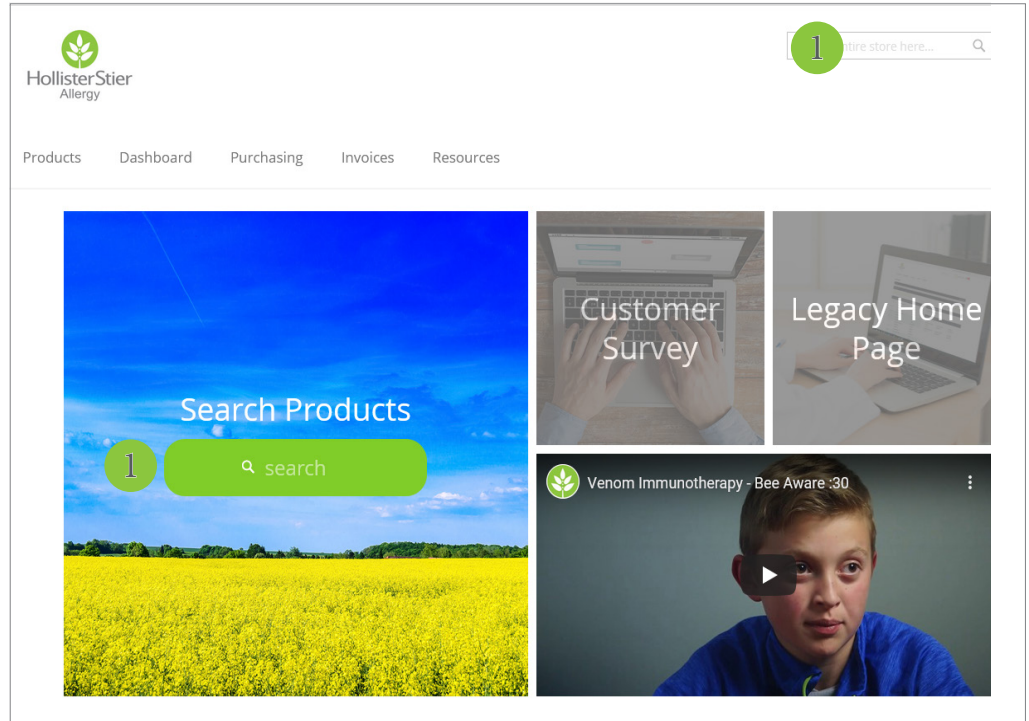 HollisterStier
Allergy
1
entire store here...
Products Dashboard Purchasing Invoices Resources
Search Products
1
search
Customer
Survey
Legacy Home
Page
Venom Immunotherapy - Bee Aware :30